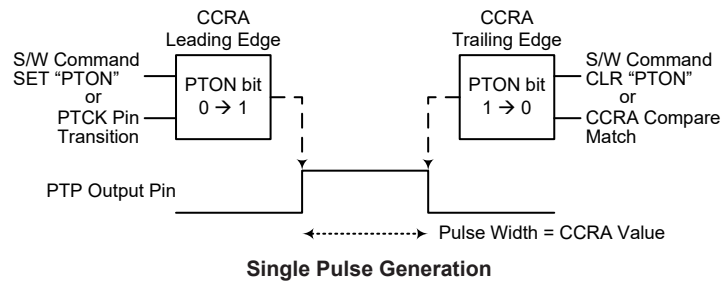 CCRA
Leading Edge
S/W Command
SET “PTON”
or
PTCK Pin
Transition
PTON bit
0 → 1
CCRA
Trailing Edge
PTON bit
1 → 0
S/W Command
CLR “PTON”
or
CCRA Compare
Match
PTP Output Pin
Pulse Width = CCRA Value
Single Pulse Generation